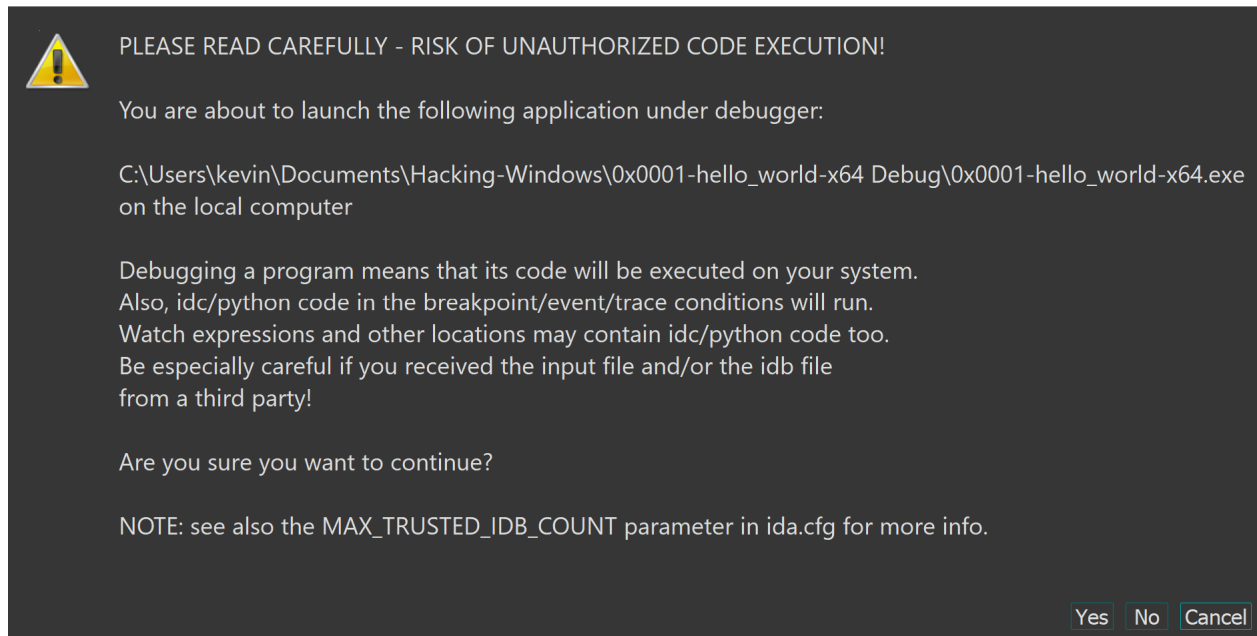 PLEASE READ CAREFULLY - RISK OF UNAUTHORIZED CODE EXECUTION!
You are about to launch the following application under debugger:
C:\Users\kevin\Documents\Hacking-Windows\0x0001-hello_world-x64 Debug\0x0001-hello_world-x64.exe
on the local computer
Debugging a program means that its code will be executed on your system.
Also, idc/python code in the breakpoint/event/trace conditions will run.
Watch expressions and other locations may contain idc/python code too.
Be especially careful if you received the input file and/or the idb file
from a third party!
Are you sure you want to continue?
NOTE: see also the MAX_TRUSTED_IDB_COUNT parameter in ida.cfg for more info.
Yes No Cancel